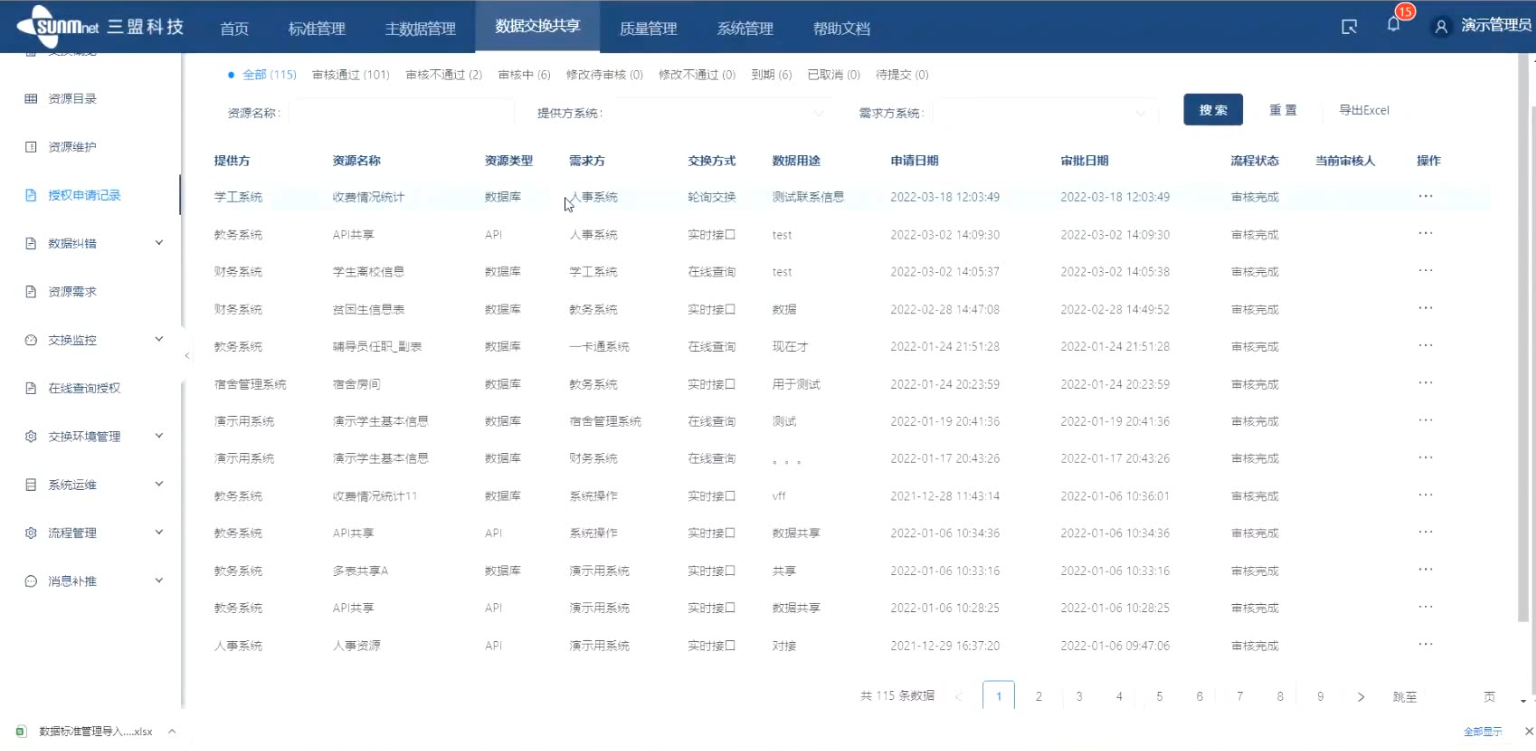 SUNMnet 三盟科技 首页 标准管理 主数据管理 数据交换共享 质量管理 系统管理 帮助文档 15 演示管理员
全部 (115) 审核通过 (101) 审核不通过 (2) 审核中 (6) 修改待审核 (0) 修改不通过 (0) 到期 (6) 已取消 (0) 待提交 (0)
资源目录
资源维护
授权申请记录
数据纠错
资源需求
交换监控
在线查询授权
交换环境管理
系统运维
流程管理
消息补推
资源名称: 提供方系统: 需求方系统: 搜索 重置 导出Excel
提供方 资源名称 资源类型 需求方 交换方式 数据用途 申请日期 审批日期 流程状态 当前审核人 操作
学工系统 收费情况统计 数据库 人事系统 轮询交换 测试联系信息 2022-03-18 12:03:49 2022-03-18 12:03:49 审核完成 ...
教务系统 API共享 API 人事系统 实时接口 test 2022-03-02 14:09:30 2022-03-02 14:09:30 审核完成 ...
财务系统 学生离校信息 数据库 学工系统 在线查询 test 2022-03-02 14:05:37 2022-03-02 14:05:38 审核完成 ...
财务系统 贫困生信息表 数据库 教务系统 实时接口 数据 2022-02-28 14:47:08 2022-02-28 14:49:52 审核完成 ...
教务系统 辅导员任职_副表 数据库 一卡通系统 在线查询 现在才 2022-01-24 21:51:28 2022-01-24 21:51:28 审核完成 ...
宿舍管理系统 宿舍房间 数据库 教务系统 实时接口 用于测试 2022-01-24 20:23:59 2022-01-24 20:23:59 审核完成 ...
演示用系统 演示学生基本信息 数据库 宿舍管理系统 在线查询 测试 2022-01-19 20:41:36 2022-01-19 20:41:36 审核完成 ...
演示用系统 演示学生基本信息 数据库 财务系统 在线查询 。。。 2022-01-17 20:43:26 2022-01-17 20:43:26 审核完成 ...
教务系统 收费情况统计11 数据库 系统操作 实时接口 vff 2021-12-28 11:43:14 2022-01-06 10:36:01 审核完成 ...
教务系统 API共享 API 系统操作 实时接口 数据共享 2022-01-06 10:34:36 2022-01-06 10:34:36 审核完成 ...
教务系统 多表共享A 数据库 演示用系统 实时接口 共享 2022-01-06 10:33:16 2022-01-06 10:33:16 审核完成 ...
教务系统 API共享 API 演示用系统 实时接口 数据共享 2022-01-06 10:28:25 2022-01-06 10:28:25 审核完成 ...
人事系统 人事资源 API 演示用系统 实时接口 对接 2021-12-29 16:37:20 2022-01-06 09:47:06 审核完成 ...
共 115 条数据 < 1 2 3 4 5 6 7 8 9 > 跳至 页
数据标准管理导入....xlsx 全部显示